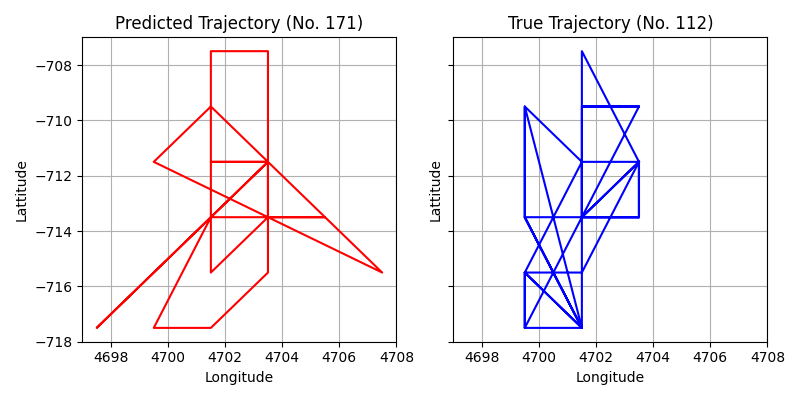 Predicted Trajectory (No. 171)
True Trajectory (No. 112)
Lattitude
−708
−710
−712
−714
−716
−718
4698 4700 4702 4704 4706 4708
Longitude
Lattitude
4698 4700 4702 4704 4706 4708
Longitude